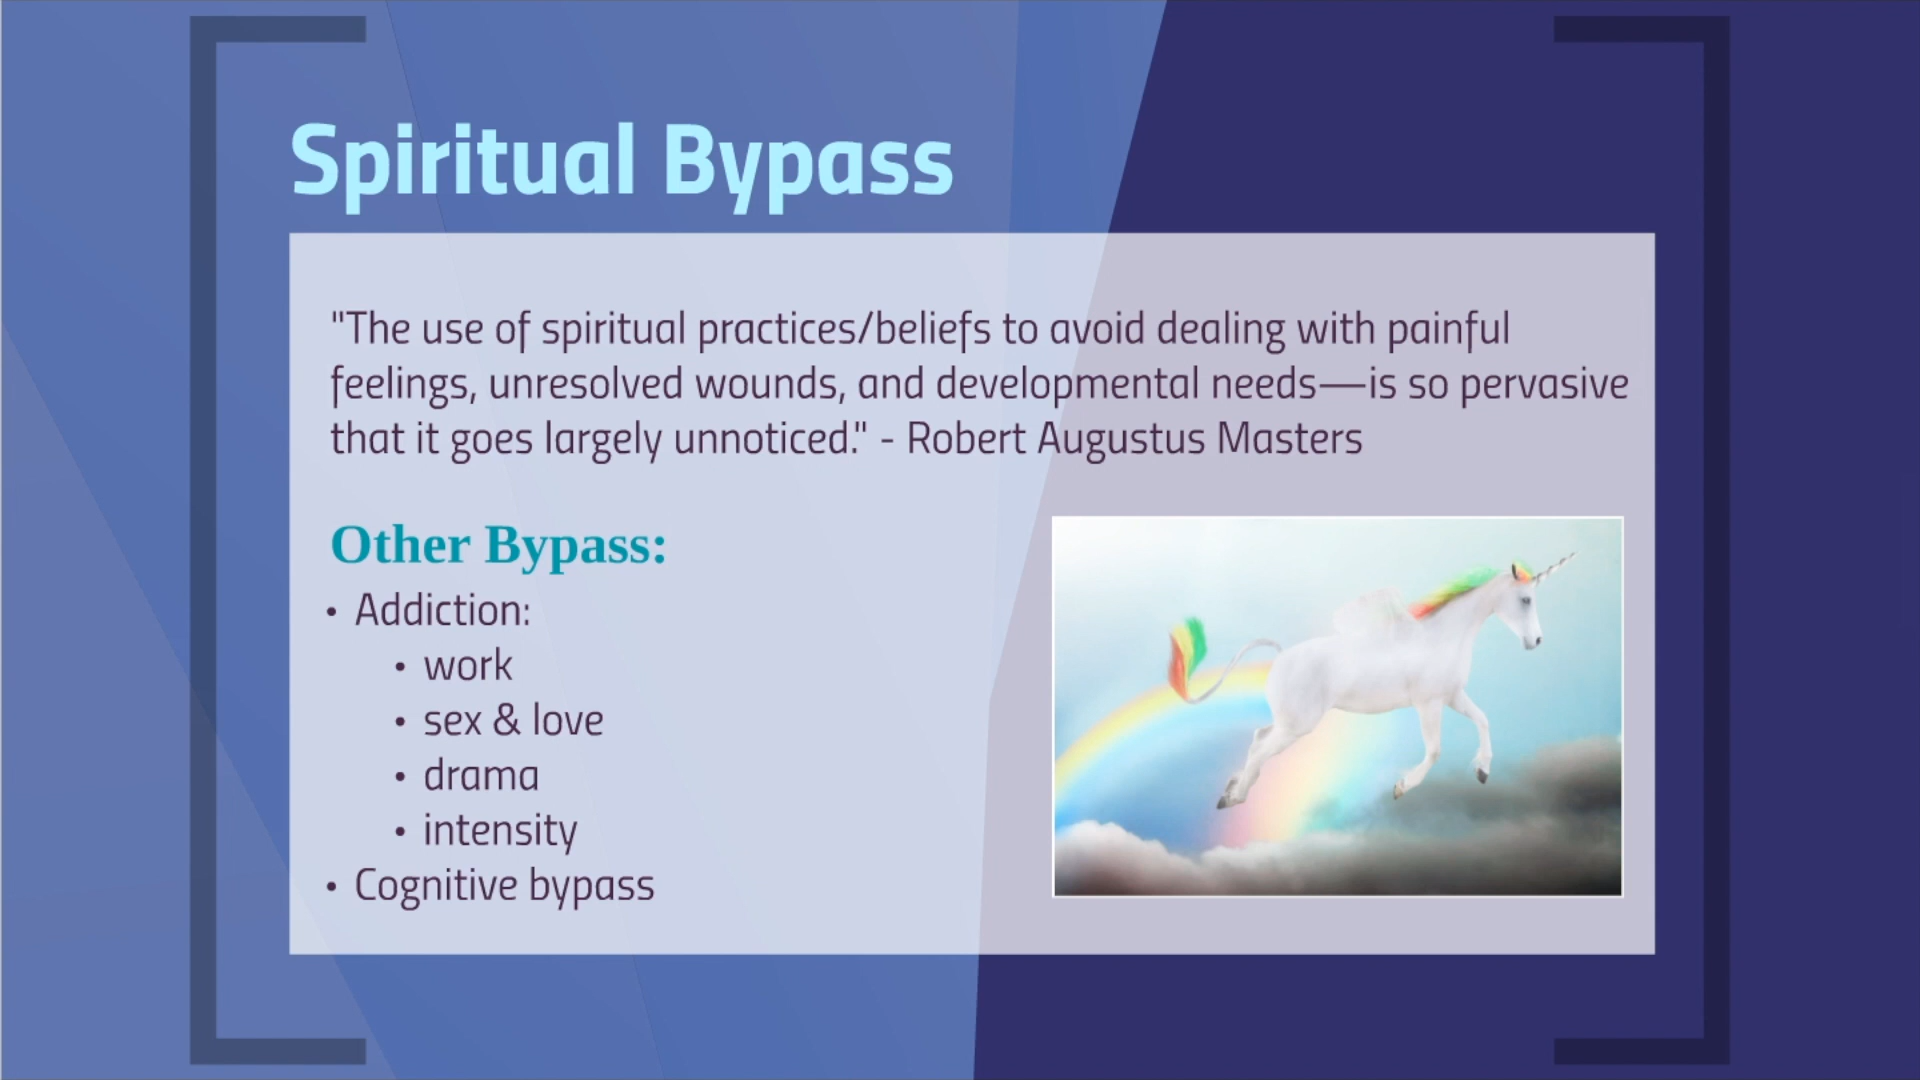 Spiritual Bypass
"The use of spiritual practices/beliefs to avoid dealing with painful
feelings, unresolved wounds, and developmental needs—is so pervasive
that it goes largely unnoticed." - Robert Augustus Masters
Other Bypass:
• Addiction:
• work
• sex & love
• drama
• intensity
• Cognitive bypass